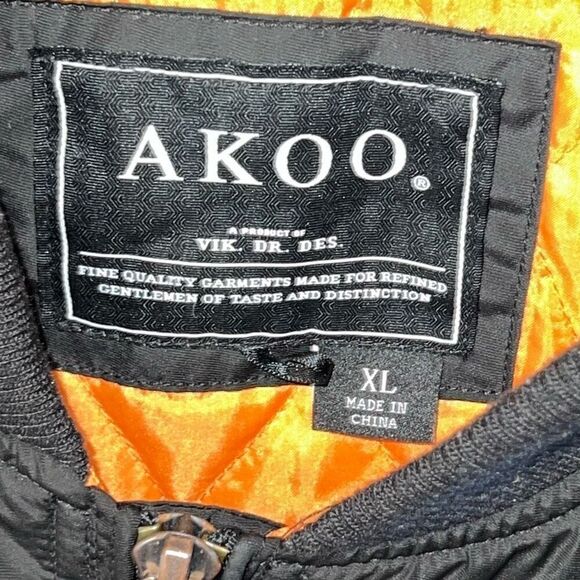 AKOO®
A PRODUCT OF
VIK. DR. DES.
FINE QUALITY GARMENTS MADE FOR REFINED
GENTLEMEN OF TASTE AND DISTINCTION
XL
MADE IN
CHINA